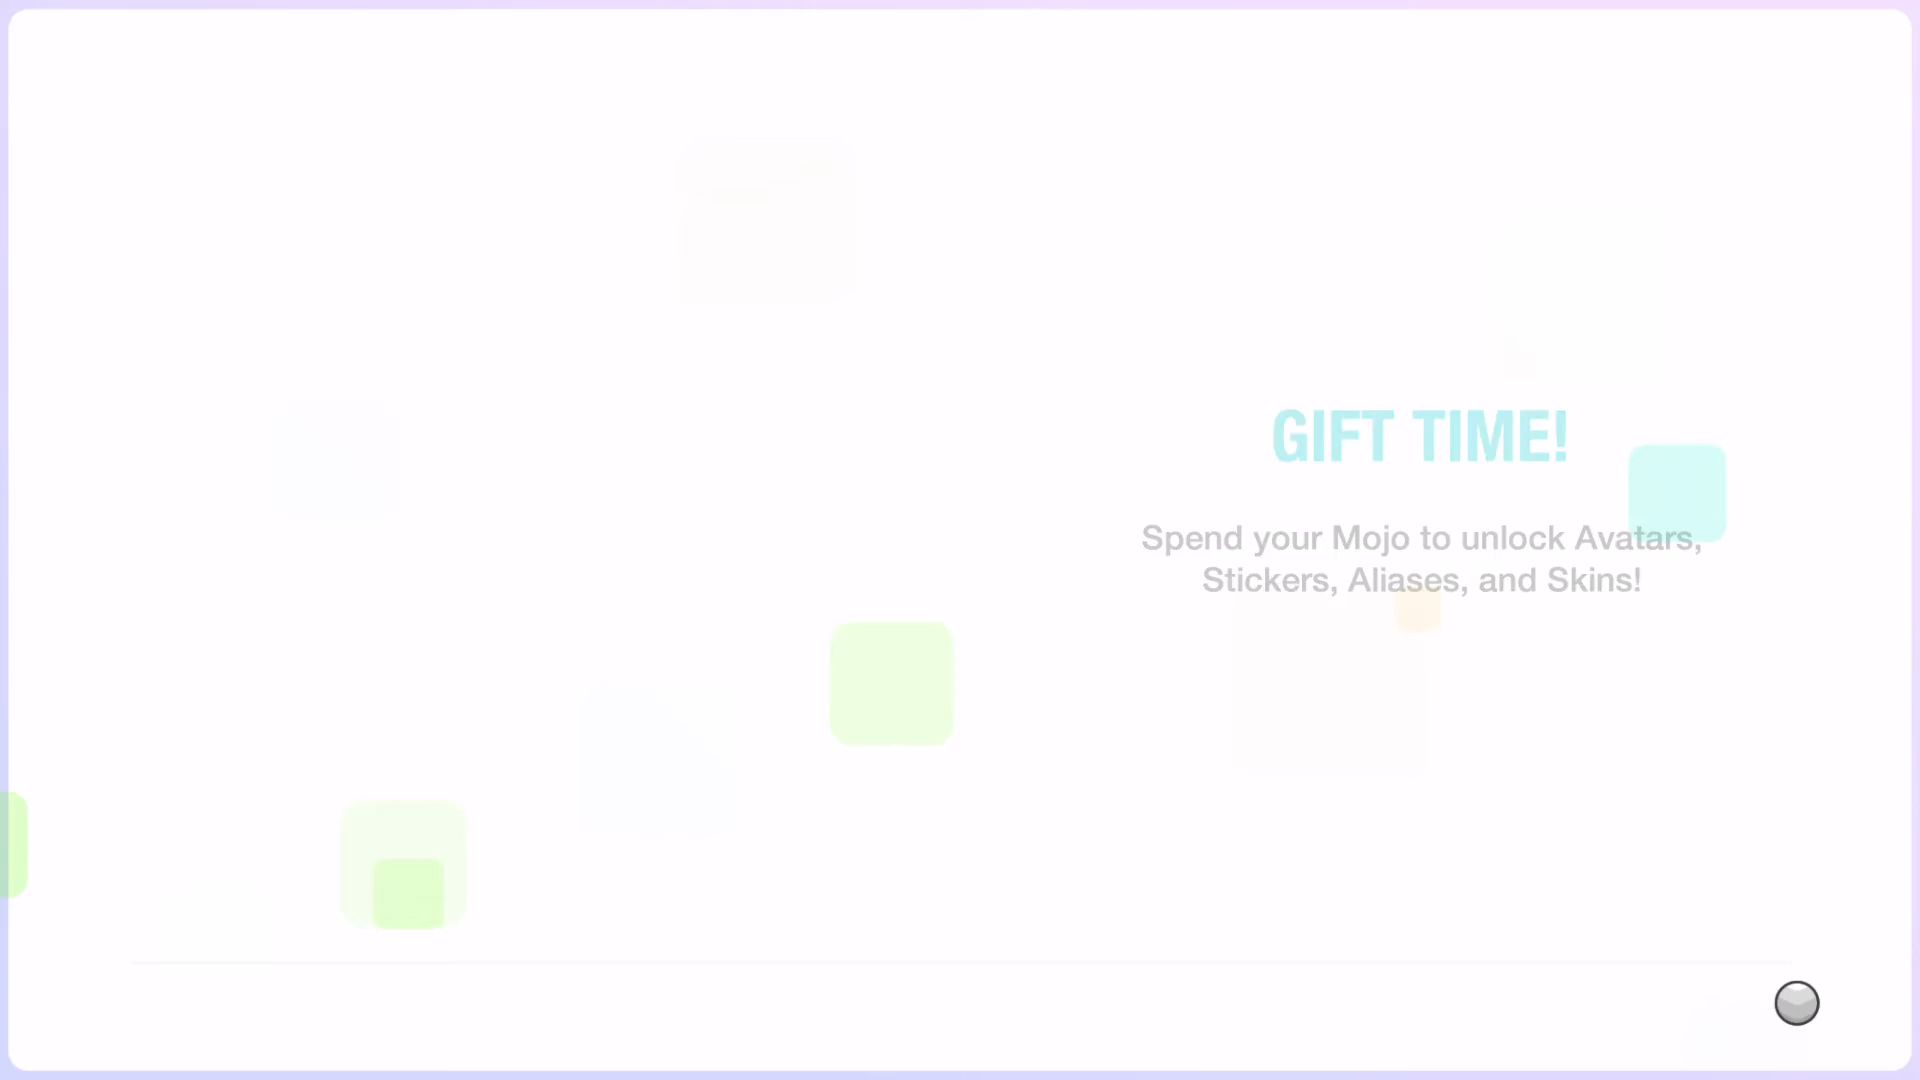 GIFT TIME!
Spend your Mojo to unlock Avatars,
Stickers, Aliases, and Skins!